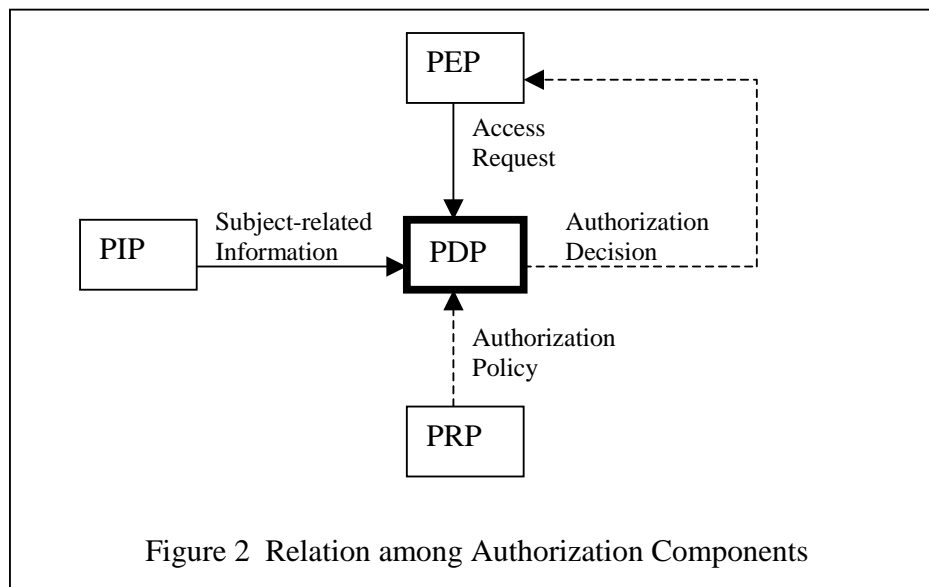 PEP
Access
Request
Subject-related
Information
PIP
PDP
Authorization
Decision
Authorization
Policy
PRP
Figure 2 Relation among Authorization Components